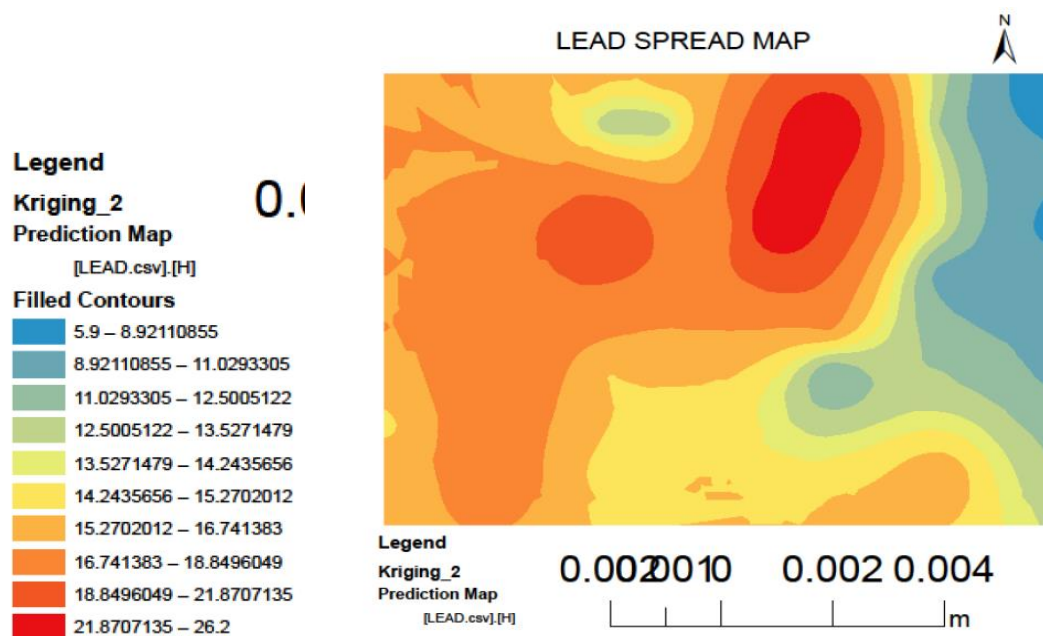 N
LEAD SPREAD MAP
Legend
Kriging_2
Prediction Map
[LEAD.csv].[H]
Filled Contours
5.9 – 8.92110855
8.92110855 – 11.0293305
11.0293305 – 12.5005122
12.5005122 – 13.5271479
13.5271479 – 14.2435656
14.2435656 – 15.2702012
15.2702012 – 16.741383
16.741383 – 18.8496049
18.8496049 – 21.8707135
21.8707135 – 26.2
Legend
Kriging_2
Prediction Map
[LEAD.csv].[H]
0 0.002 0.004
m